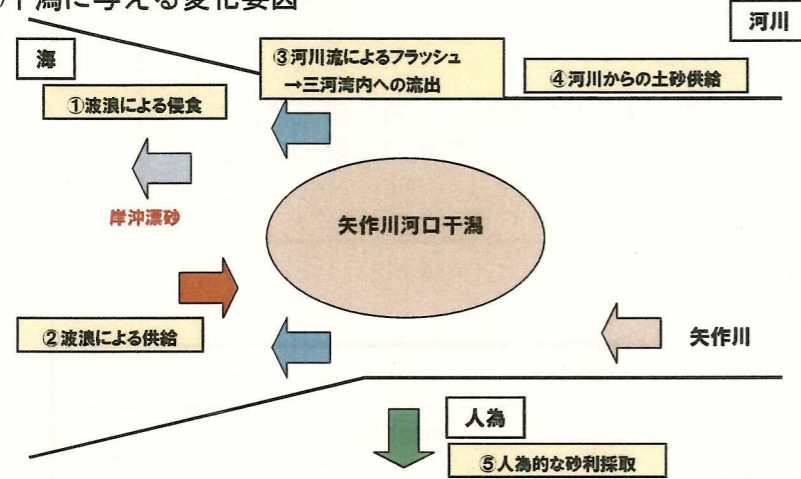 干潟に与える変化要因
河川
海
③河川流によるフラッシュ
→三河湾内への流出
④河川からの土砂供給
①波浪による侵食
岸沖漂砂
矢作川河口干潟
②波浪による供給
矢作川
人為
⑤人為的な砂利採取